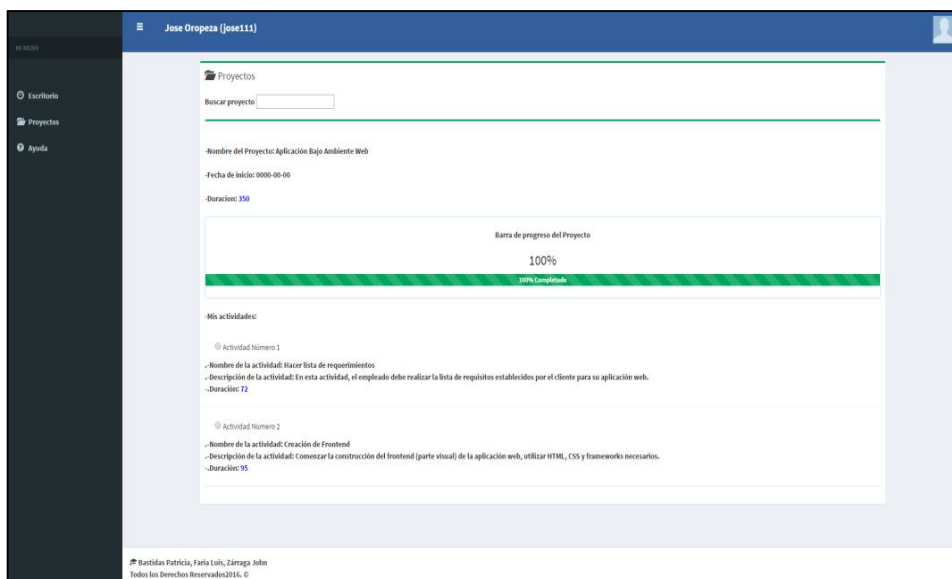 Jose Oropeza (jose111)
MI MENU
Escritorio
Proyectos
Ayuda
Proyectos
Buscar proyecto
-Nombre del Proyecto: Aplicación Bajo Ambiente Web
-Fecha de inicio: 0000-00-00
-Duracion: 350
Barra de progreso del Proyecto
100%
100% Completado
-Mis actividades:
Actividad Número 1
.-Nombre de la actividad: Hacer lista de requerimientos
.-Descripción de la actividad: En esta actividad, el empleado debe realizar la lista de requisitos establecidos por el cliente para su aplicación web.
-.Duración: 72
Actividad Número 2
.-Nombre de la actividad: Creación de Frontend
.-Descripción de la actividad: Comenzar la construcción del frontend (parte visual) de la aplicación web, utilizar HTML, CSS y frameworks necesarios.
-.Duración: 95
Bastidas Patricia, Faría Luis, Zárraga John
Todos los Derechos Reservados2016. ©